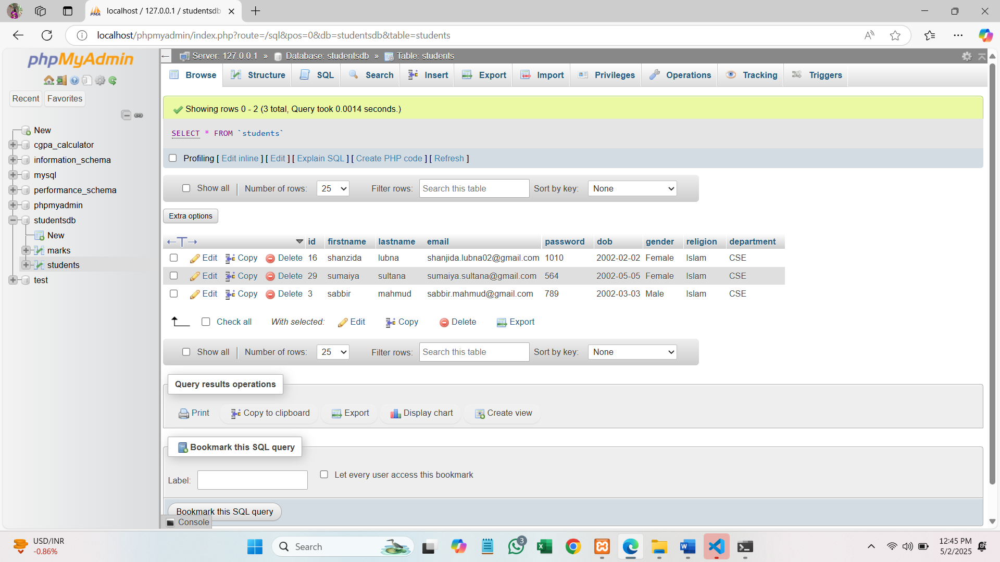 localhost / 127.0.0.1 / studentsdb
localhost/phpmyadmin/index.php?route=/sql&pos=0&db=studentsdb&table=students
phpMyAdmin
Recent
Favorites
New
cgpa_calculator
information_schema
mysql
performance_schema
phpmyadmin
studentsdb
New
marks
students
test
Server: 127.0.0.1 » Database: studentsdb » Table: students
Browse Structure SQL Search Insert Export Import Privileges Operations Tracking Triggers
Showing rows 0 - 2 (3 total, Query took 0.0014 seconds.)
SELECT * FROM `students`
Profiling [ Edit inline ] [ Edit ] [ Explain SQL ] [ Create PHP code ] [ Refresh ]
Show all Number of rows: 25 Filter rows: Search this table Sort by key: None
Extra options
id firstname lastname email password dob gender religion department
Edit Copy Delete 16 shanzida lubna shanjida.lubna02@gmail.com 1010 2002-02-02 Female Islam CSE
Edit Copy Delete 29 sumaiya sultana sumaiya.sultana@gmail.com 564 2002-05-05 Female Islam CSE
Edit Copy Delete 3 sabbir mahmud sabbir.mahmud@gmail.com 789 2002-03-03 Male Islam CSE
Check all With selected: Edit Copy Delete Export
Show all Number of rows: 25 Filter rows: Search this table Sort by key: None
Query results operations
Print Copy to clipboard Export Display chart Create view
Bookmark this SQL query
Label: Let every user access this bookmark
Bookmark this SQL query
Console
USD/INR
-0.86%
Search
3
12:45 PM
5/2/2025